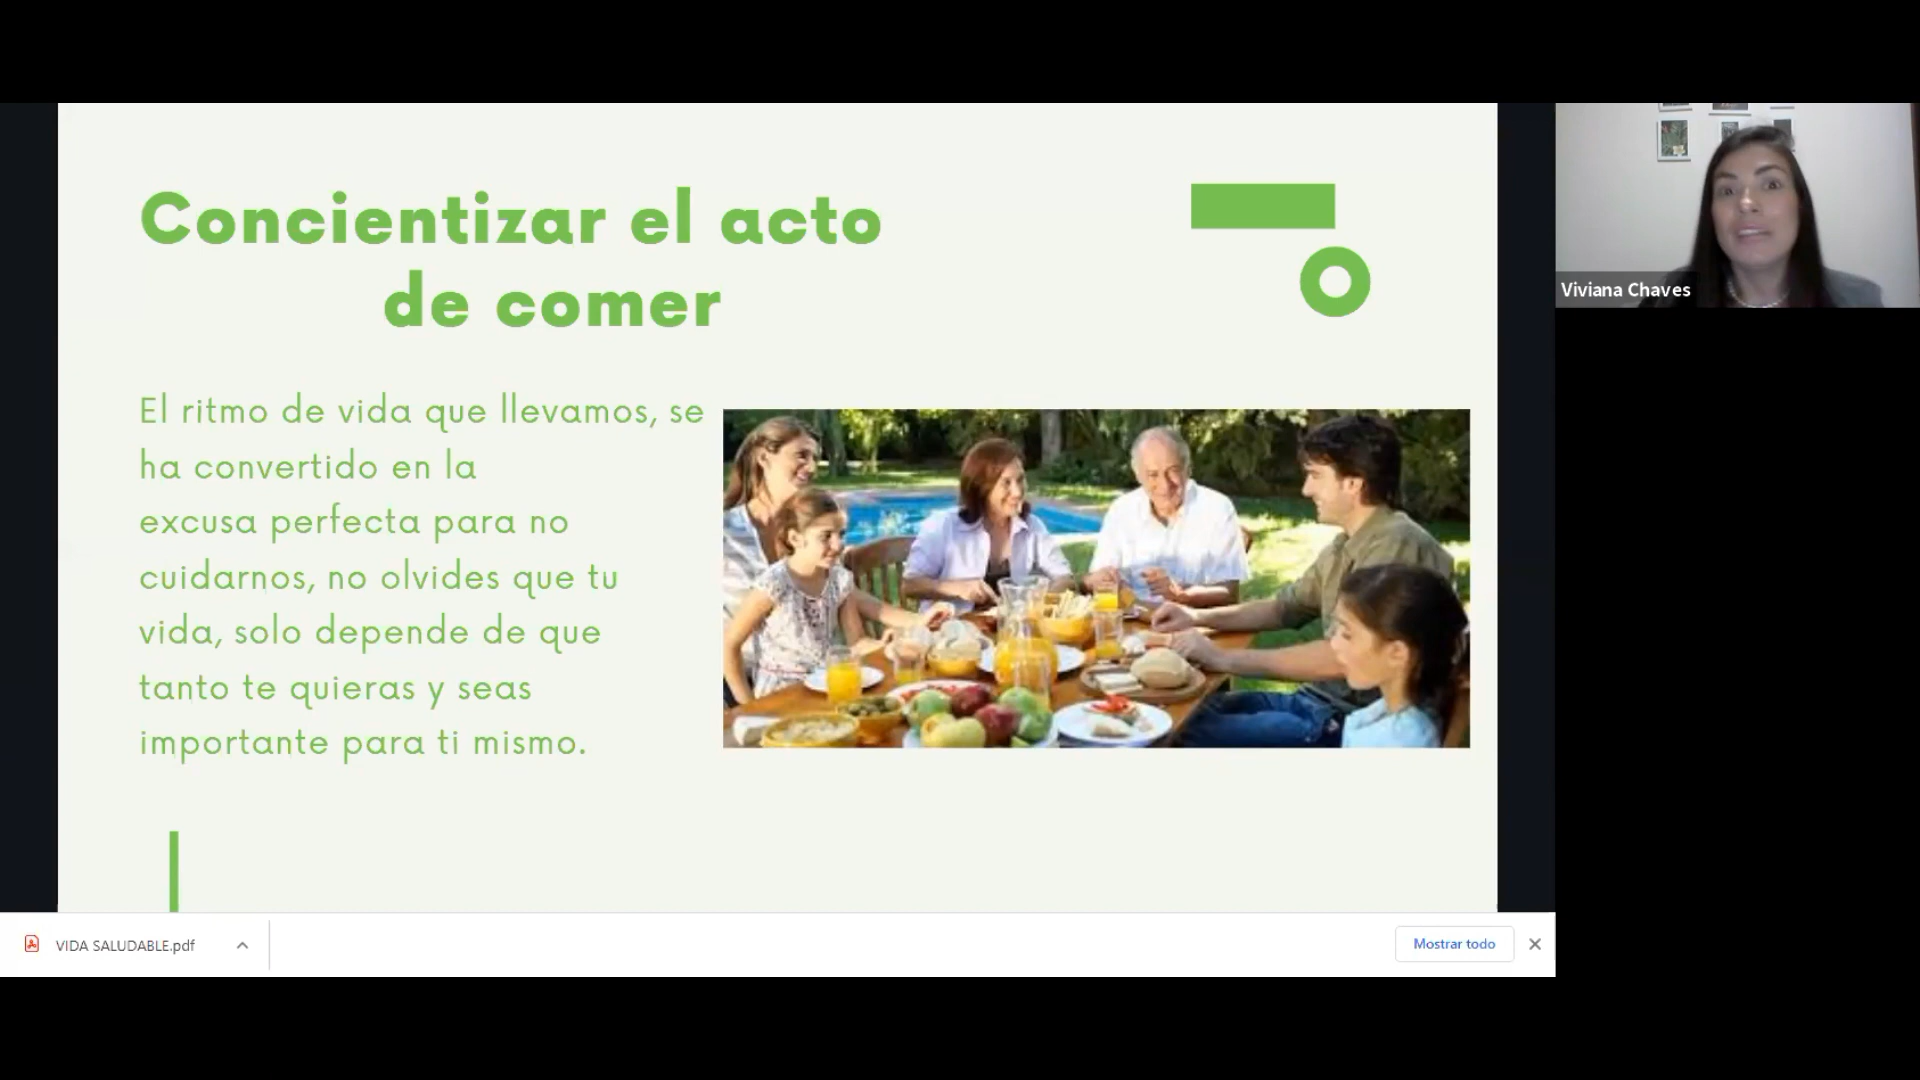 Concientizar el acto
de comer
El ritmo de vida que llevamos, se
ha convertido en la
excusa perfecta para no
cuidarnos, no olvides que tu
vida, solo depende de que
tanto te quieras y seas
importante para ti mismo.
Viviana Chaves
VIDA SALUDABLE.pdf
Mostrar todo